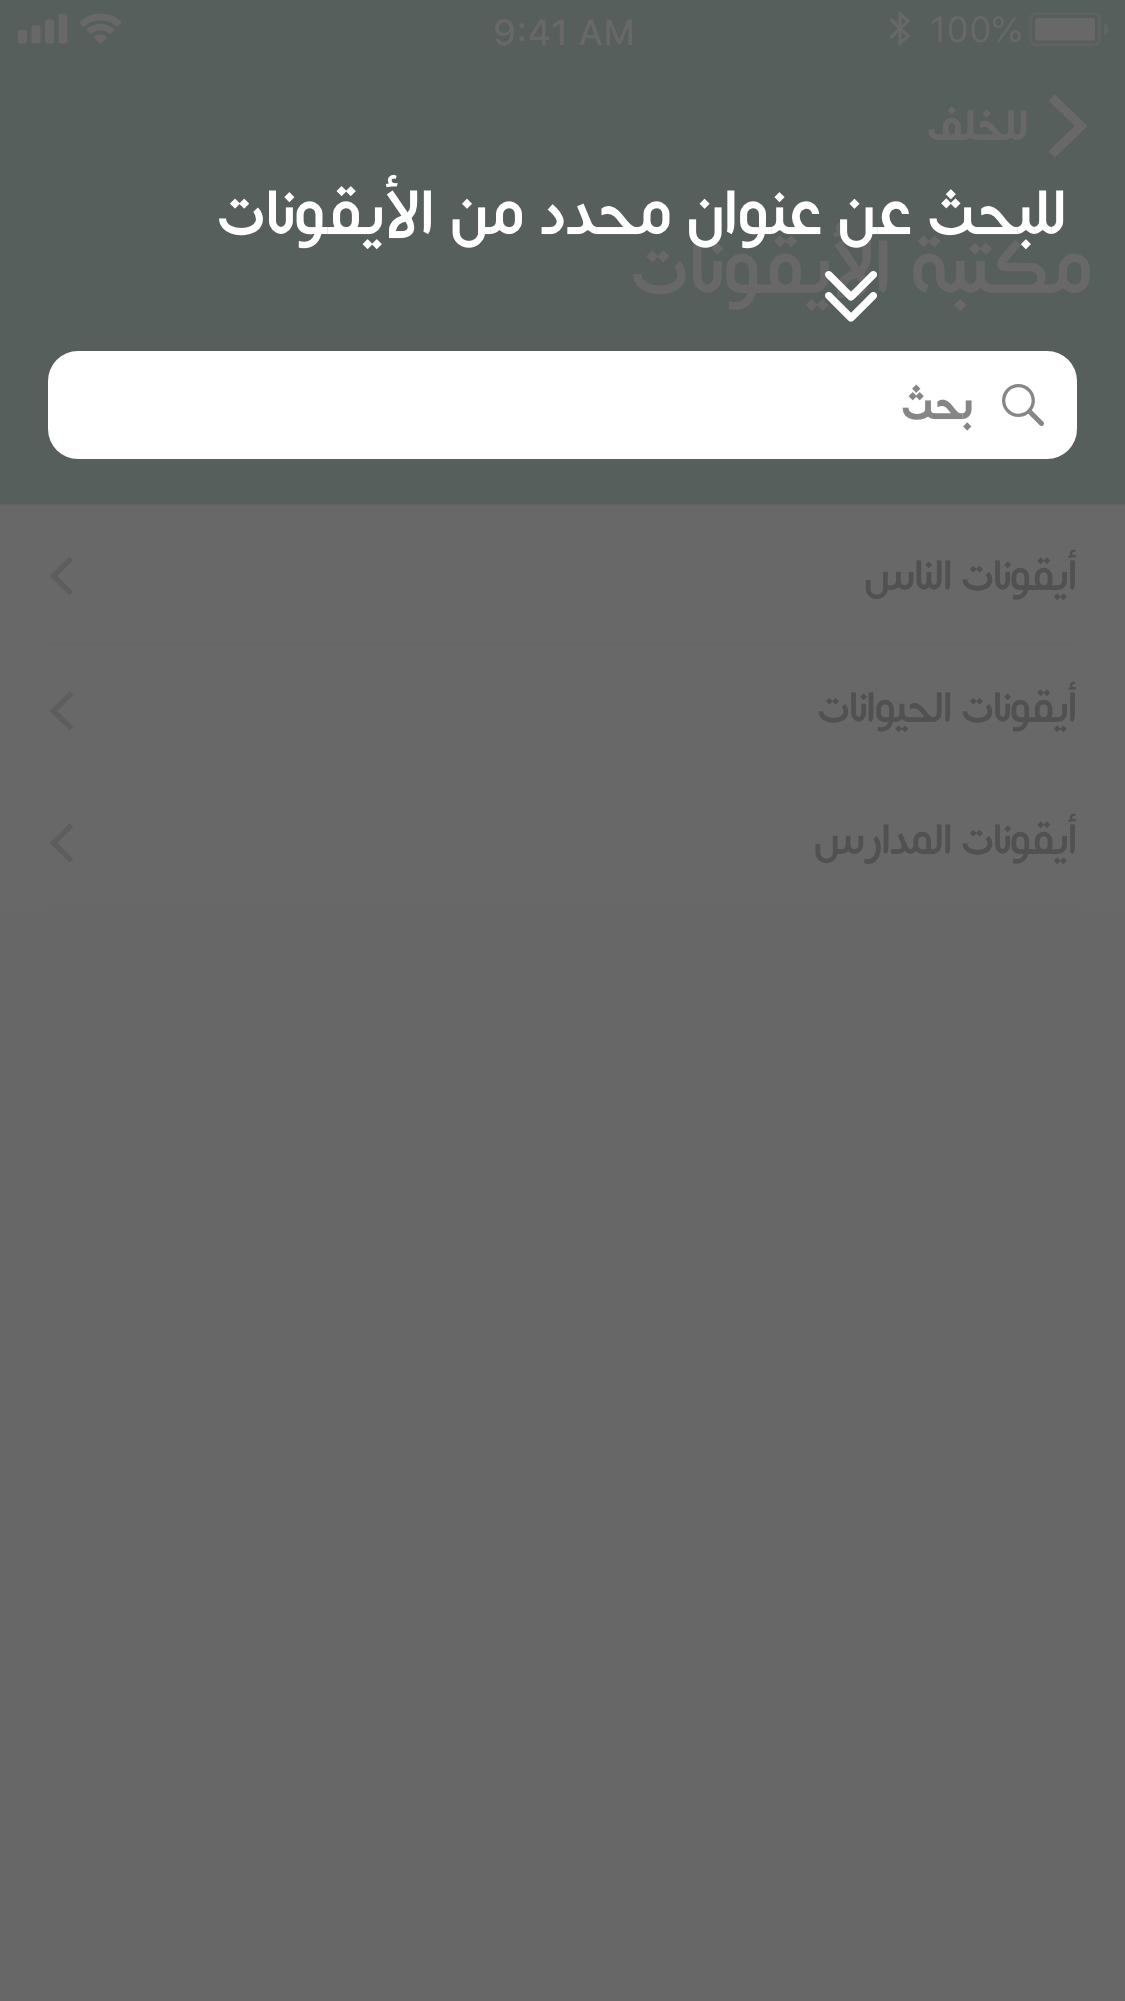 9:41 AM
100%
للخلف
للبحث عن عنوان محدد من الأيقونات
مكتبة الأيقونات
بحث
أيقونات الناس
أيقونات الحيوانات
أيقونات المدارس